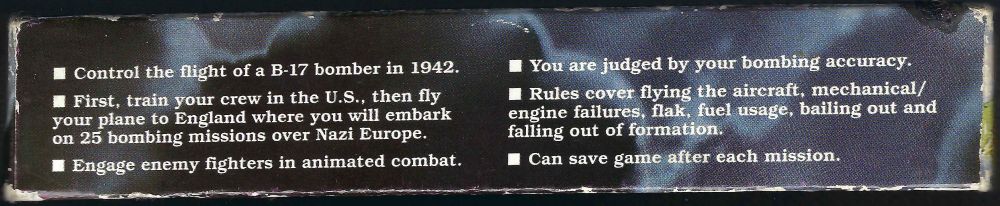 ■ Control the flight of a B-17 bomber in 1942.
■ First, train your crew in the U.S., then fly
your plane to England where you will embark
on 25 bombing missions over Nazi Europe.
■ Engage enemy fighters in animated combat.
■ You are judged by your bombing accuracy.
■ Rules cover flying the aircraft, mechanical/
engine failures, flak, fuel usage, bailing out and
falling out of formation.
■ Can save game after each mission.